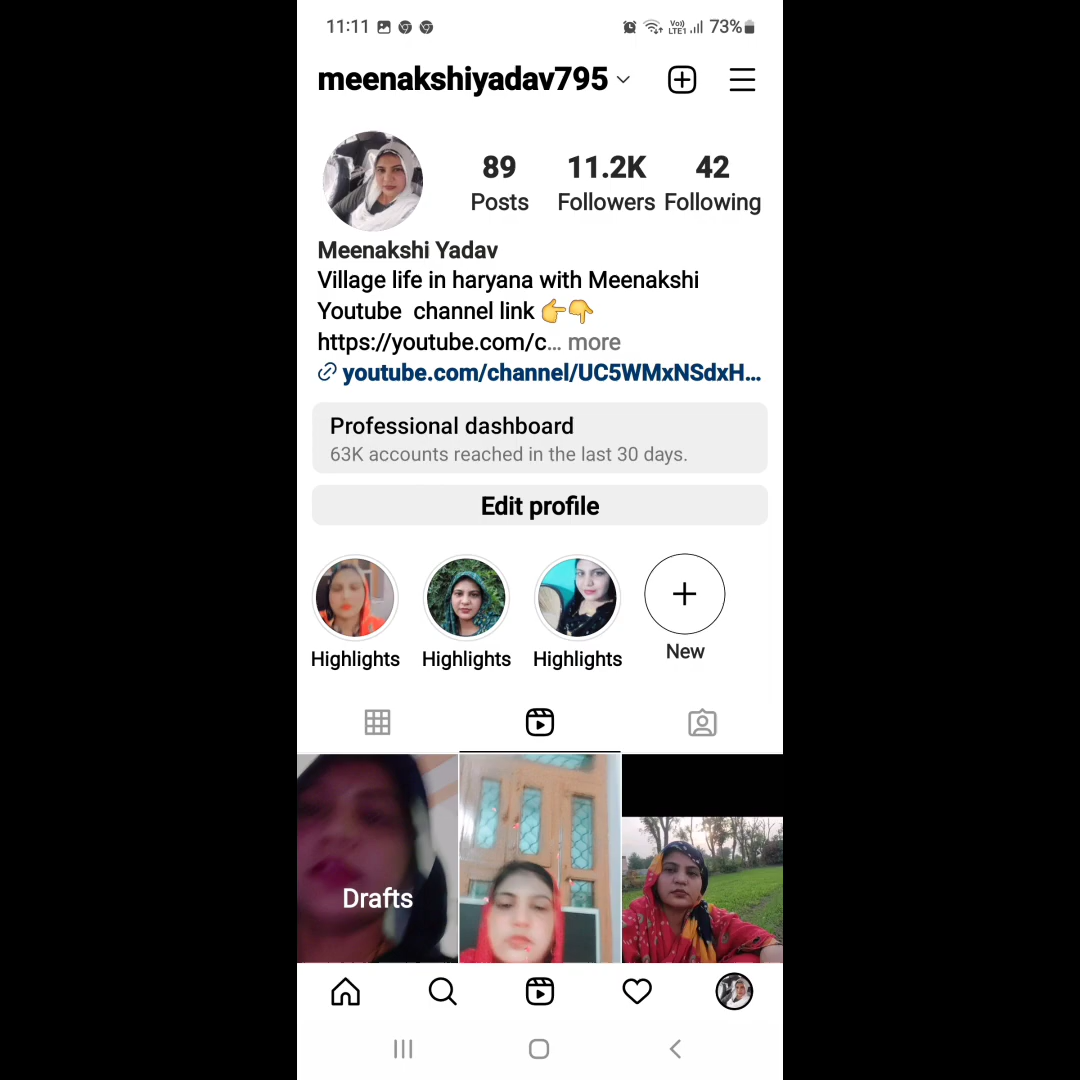 11:11 Vo)) LTE1 73%
meenakshiyadav795
89 11.2K 42
Posts Followers Following
Meenakshi Yadav
Village life in haryana with Meenakshi
Youtube channel link 👉👇
https://youtube.com/c... more
youtube.com/channel/UC5WMxNSdxH...
Professional dashboard
63K accounts reached in the last 30 days.
Edit profile
Highlights Highlights Highlights New
Drafts